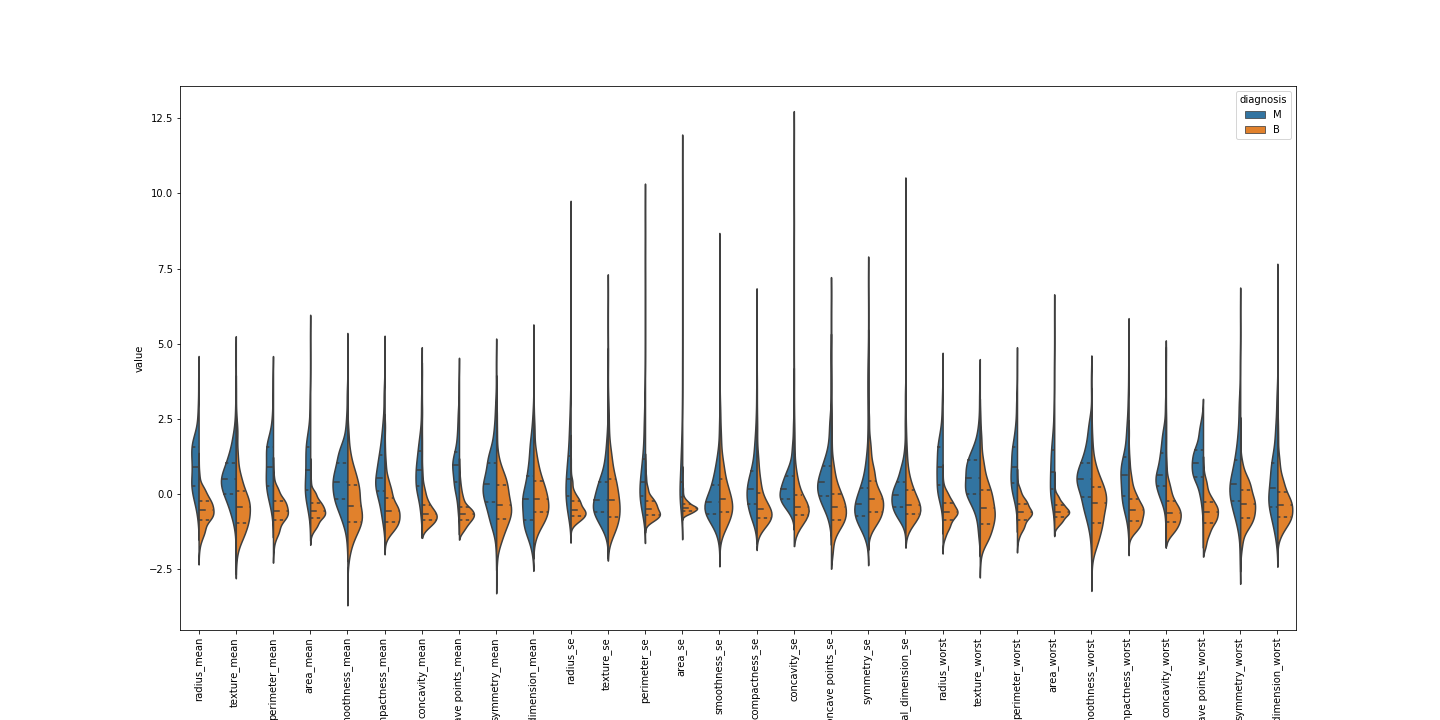 diagnosis
M
B
12.5
10.0
7.5
5.0
2.5
0.0
−2.5
value
radius_mean
texture_mean
perimeter_mean
area_mean
moothness_mean
mpactness_mean
concavity_mean
ave points_mean
symmetry_mean
dimension_mean
radius_se
texture_se
perimeter_se
area_se
smoothness_se
compactness_se
concavity_se
oncave points_se
symmetry_se
al_dimension_se
radius_worst
texture_worst
perimeter_worst
area_worst
moothness_worst
mpactness_worst
concavity_worst
ave points_worst
symmetry_worst
dimension_worst